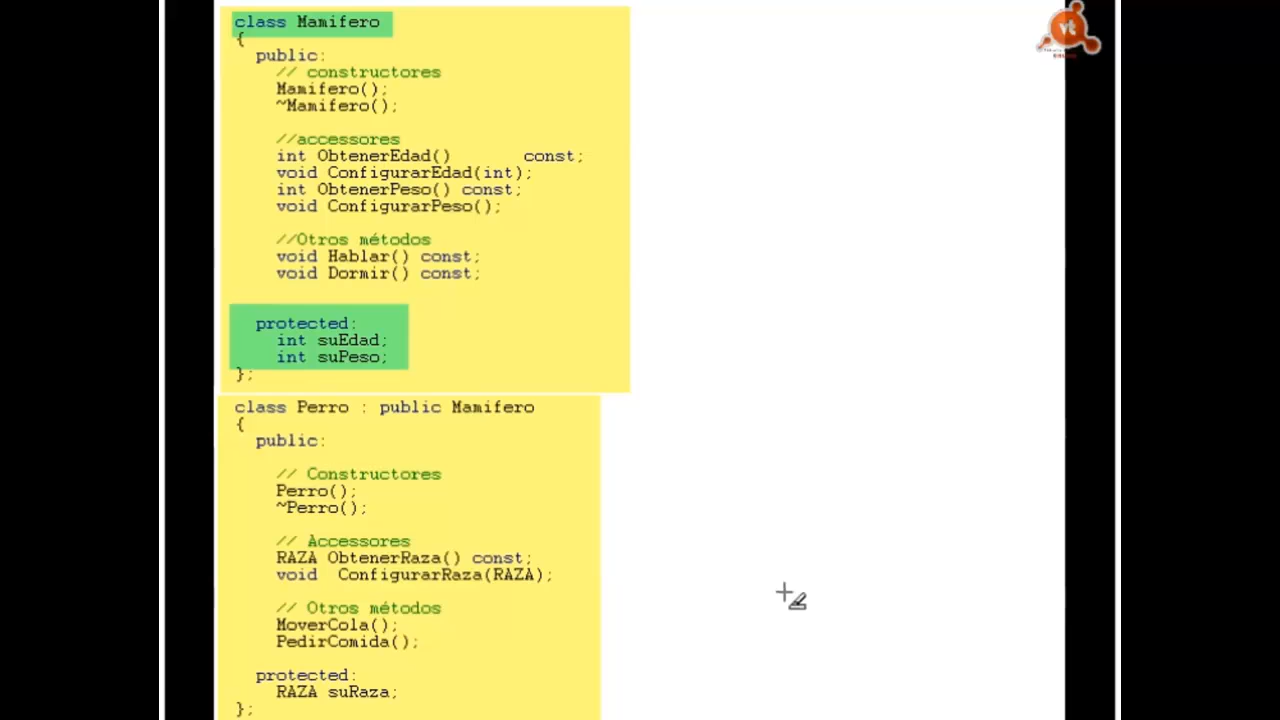 class Mamifero
{
public:
// constructores
Mamifero();
~Mamifero();
//accessores
int ObtenerEdad() const;
void ConfigurarEdad(int);
int ObtenerPeso() const;
void ConfigurarPeso();
//Otros métodos
void Hablar() const;
void Dormir() const;
protected:
int suEdad;
int suPeso;
};
class Perro : public Mamifero
{
public:
// Constructores
Perro();
~Perro();
// Accessores
RAZA ObtenerRaza() const;
void ConfigurarRaza(RAZA);
// Otros métodos
MoverCola();
PedirComida();
protected:
RAZA suRaza;
};
vt